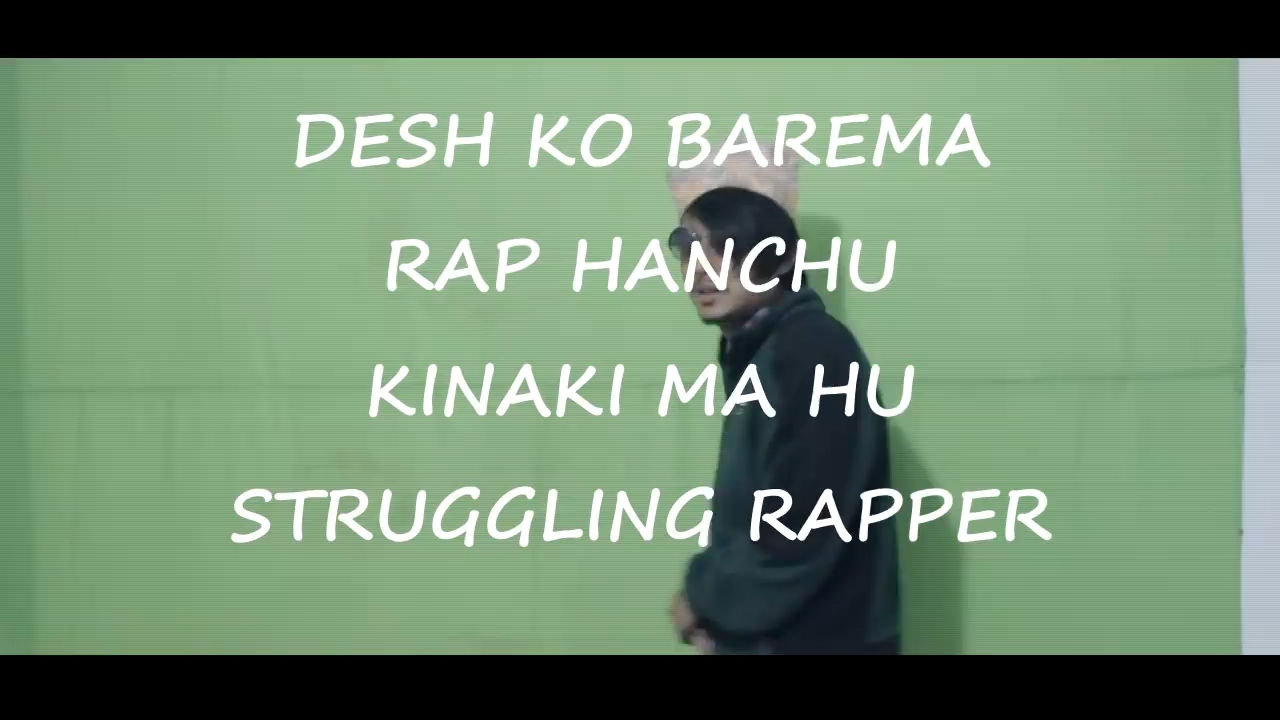 DESH KO BAREMA
RAP HANCHU
KINAKI MA HU
STRUGGLING RAPPER